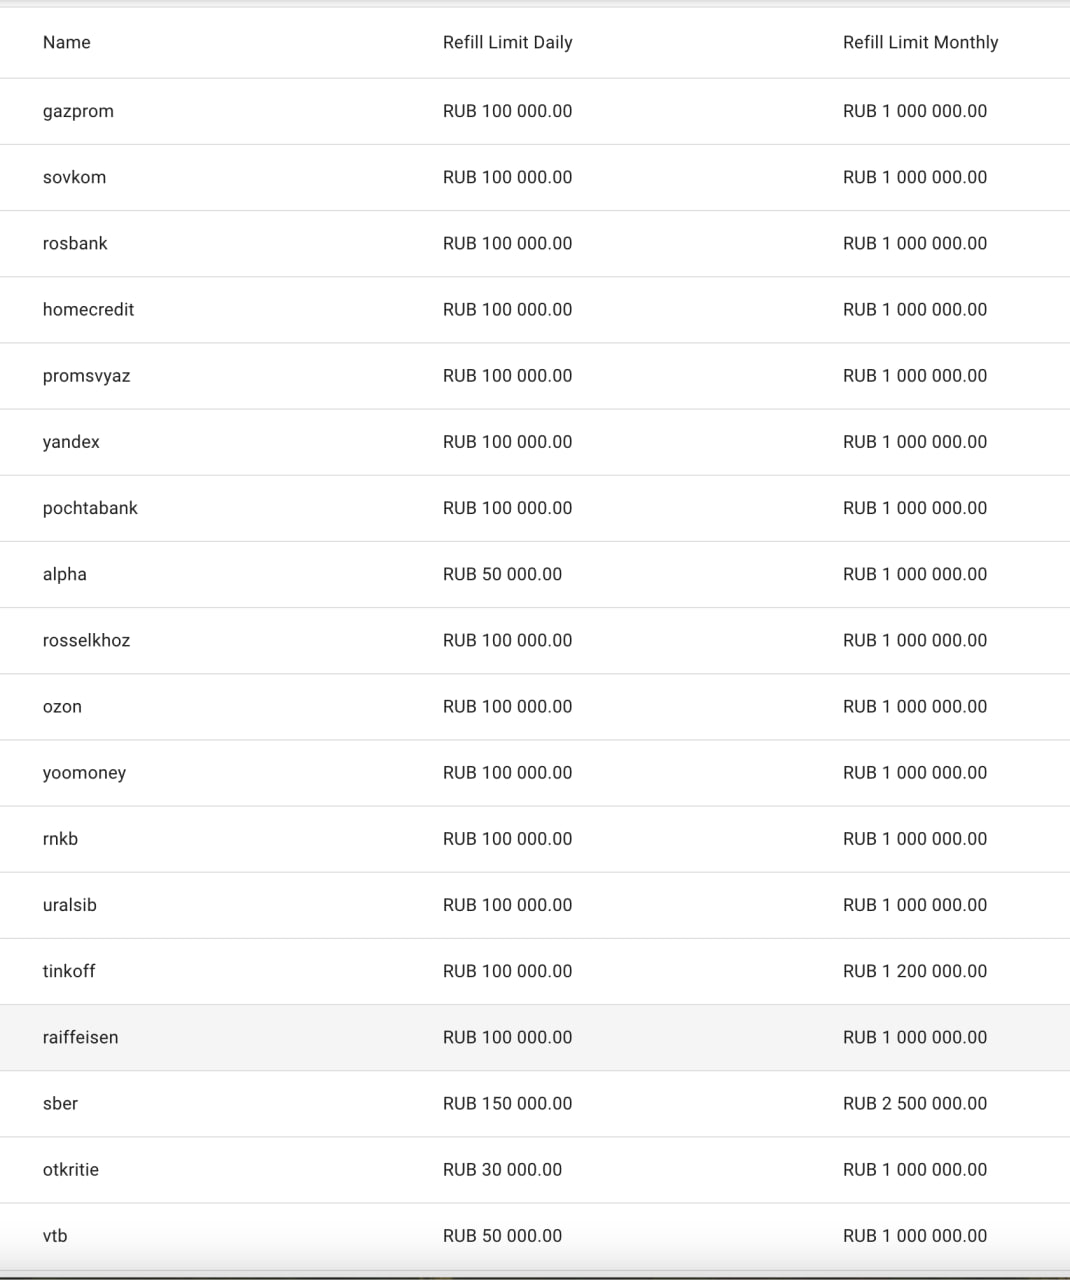 Name Refill Limit Daily Refill Limit Monthly
gazprom RUB 100 000.00 RUB 1 000 000.00
sovkom RUB 100 000.00 RUB 1 000 000.00
rosbank RUB 100 000.00 RUB 1 000 000.00
homecredit RUB 100 000.00 RUB 1 000 000.00
promsvyaz RUB 100 000.00 RUB 1 000 000.00
yandex RUB 100 000.00 RUB 1 000 000.00
pochtabank RUB 100 000.00 RUB 1 000 000.00
alpha RUB 50 000.00 RUB 1 000 000.00
rosselkhoz RUB 100 000.00 RUB 1 000 000.00
ozon RUB 100 000.00 RUB 1 000 000.00
yoomoney RUB 100 000.00 RUB 1 000 000.00
rnkb RUB 100 000.00 RUB 1 000 000.00
uralsib RUB 100 000.00 RUB 1 000 000.00
tinkoff RUB 100 000.00 RUB 1 200 000.00
raiffeisen RUB 100 000.00 RUB 1 000 000.00
sber RUB 150 000.00 RUB 2 500 000.00
otkritie RUB 30 000.00 RUB 1 000 000.00
vtb RUB 50 000.00 RUB 1 000 000.00